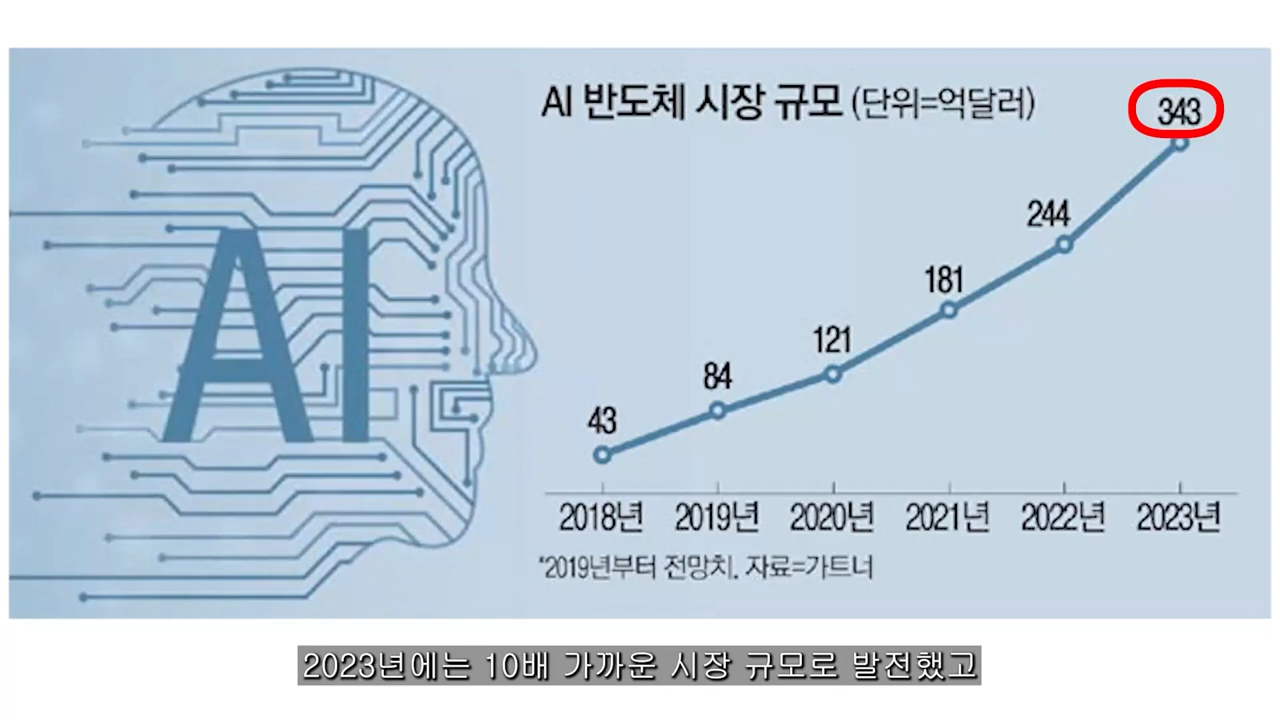 AI
AI 반도체 시장 규모 (단위=억달러)
343
244
181
121
84
43
2018년 2019년 2020년 2021년 2022년 2023년
*2019년부터 전망치. 자료=가트너
2023년에는 10배 가까운 시장 규모로 발전했고